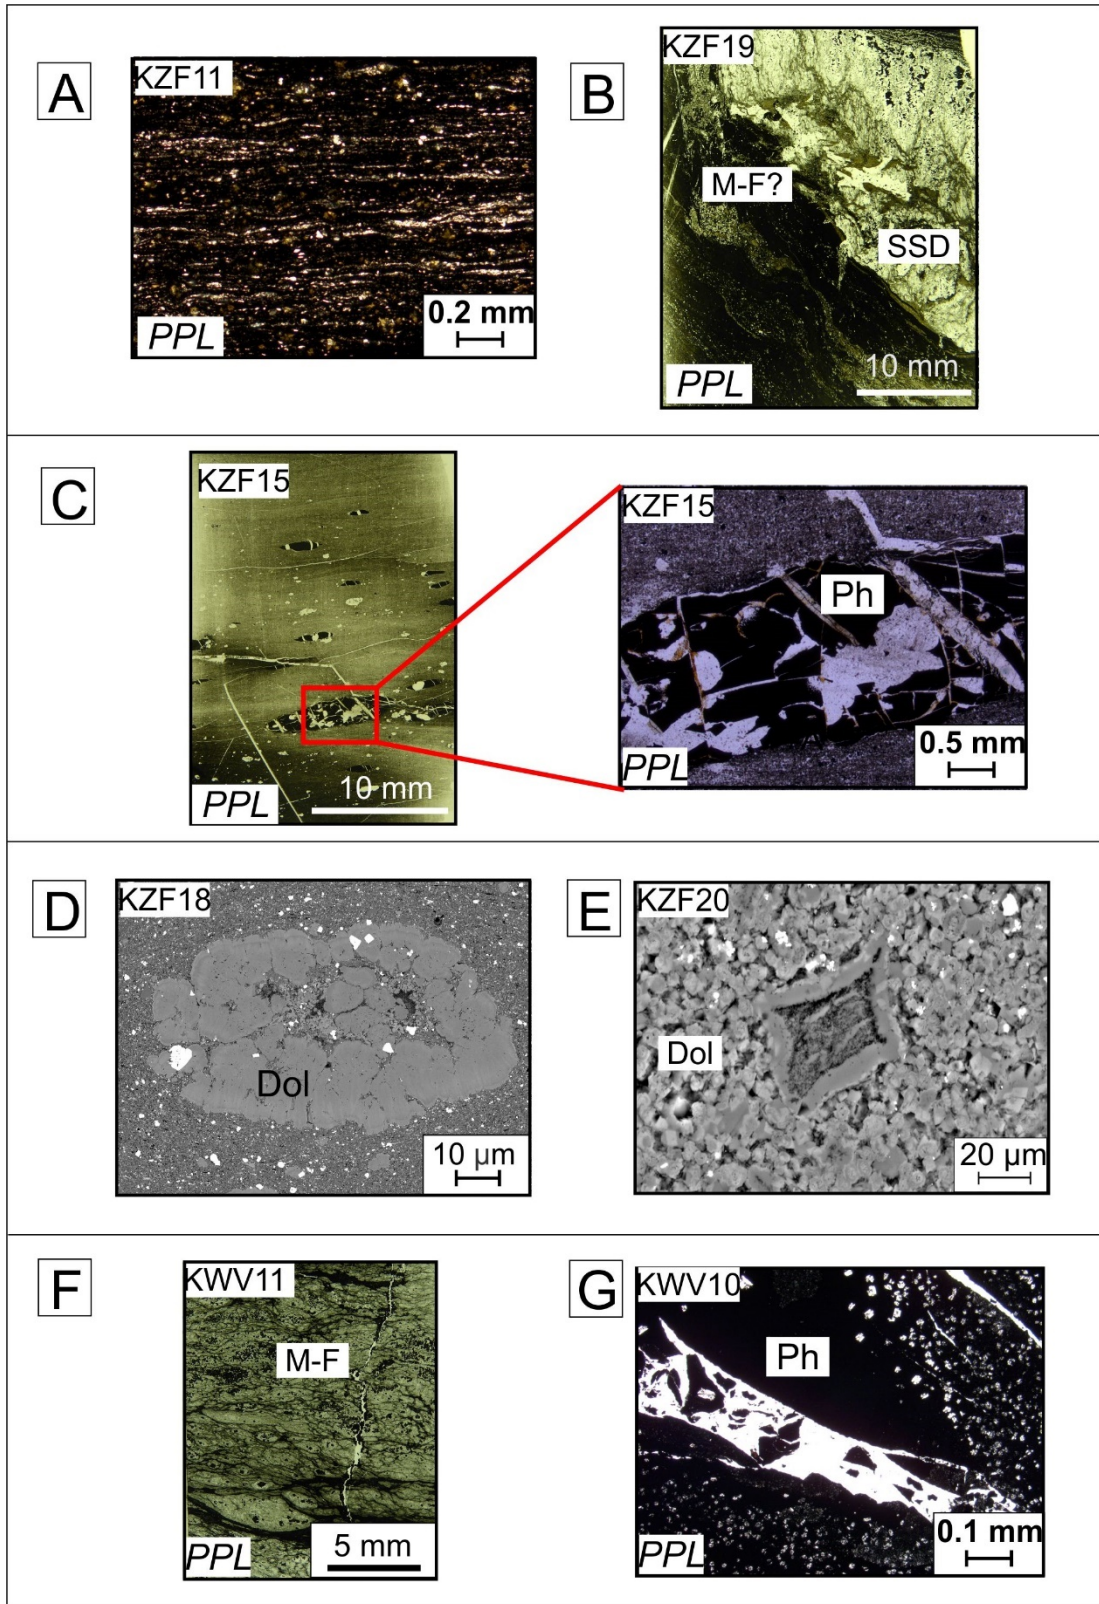 A
KZF11
PPL
0.2 mm
B
KZF19
M-F?
SSD
PPL
10 mm
C
KZF15
PPL
10 mm
KZF15
Ph
PPL
0.5 mm
D
KZF18
Dol
10 µm
E
KZF20
Dol
20 µm
F
KWV11
M-F
PPL
5 mm
G
KWV10
Ph
PPL
0.1 mm